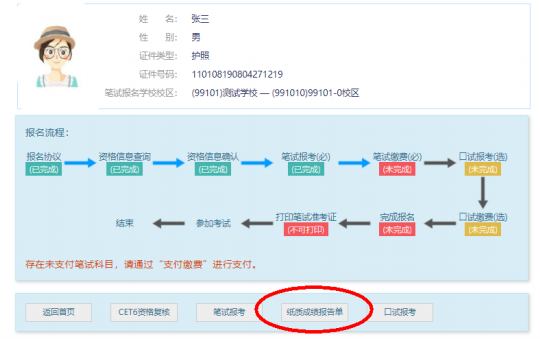 姓 名： 张三
性 别： 男
证件类型： 护照
证件号码： 110108190804271219
笔试报名学校校区： (99101)测试学校 — (991010)99101-0校区
报名流程：
报名协议 资格信息查询 资格信息确认 笔试报考(必) 笔试缴费(必) 口试报考(选)
(已完成) (已完成) (已完成) (已完成) (未完成) (未完成)
结束 参加考试 打印笔试准考证 完成报名 口试缴费(选)
(不可打印) (未完成) (未完成)
存在未支付笔试科目，请通过“支付缴费”进行支付。
返回首页 CET6资格复核 笔试报考 纸质成绩报告单 口试报考